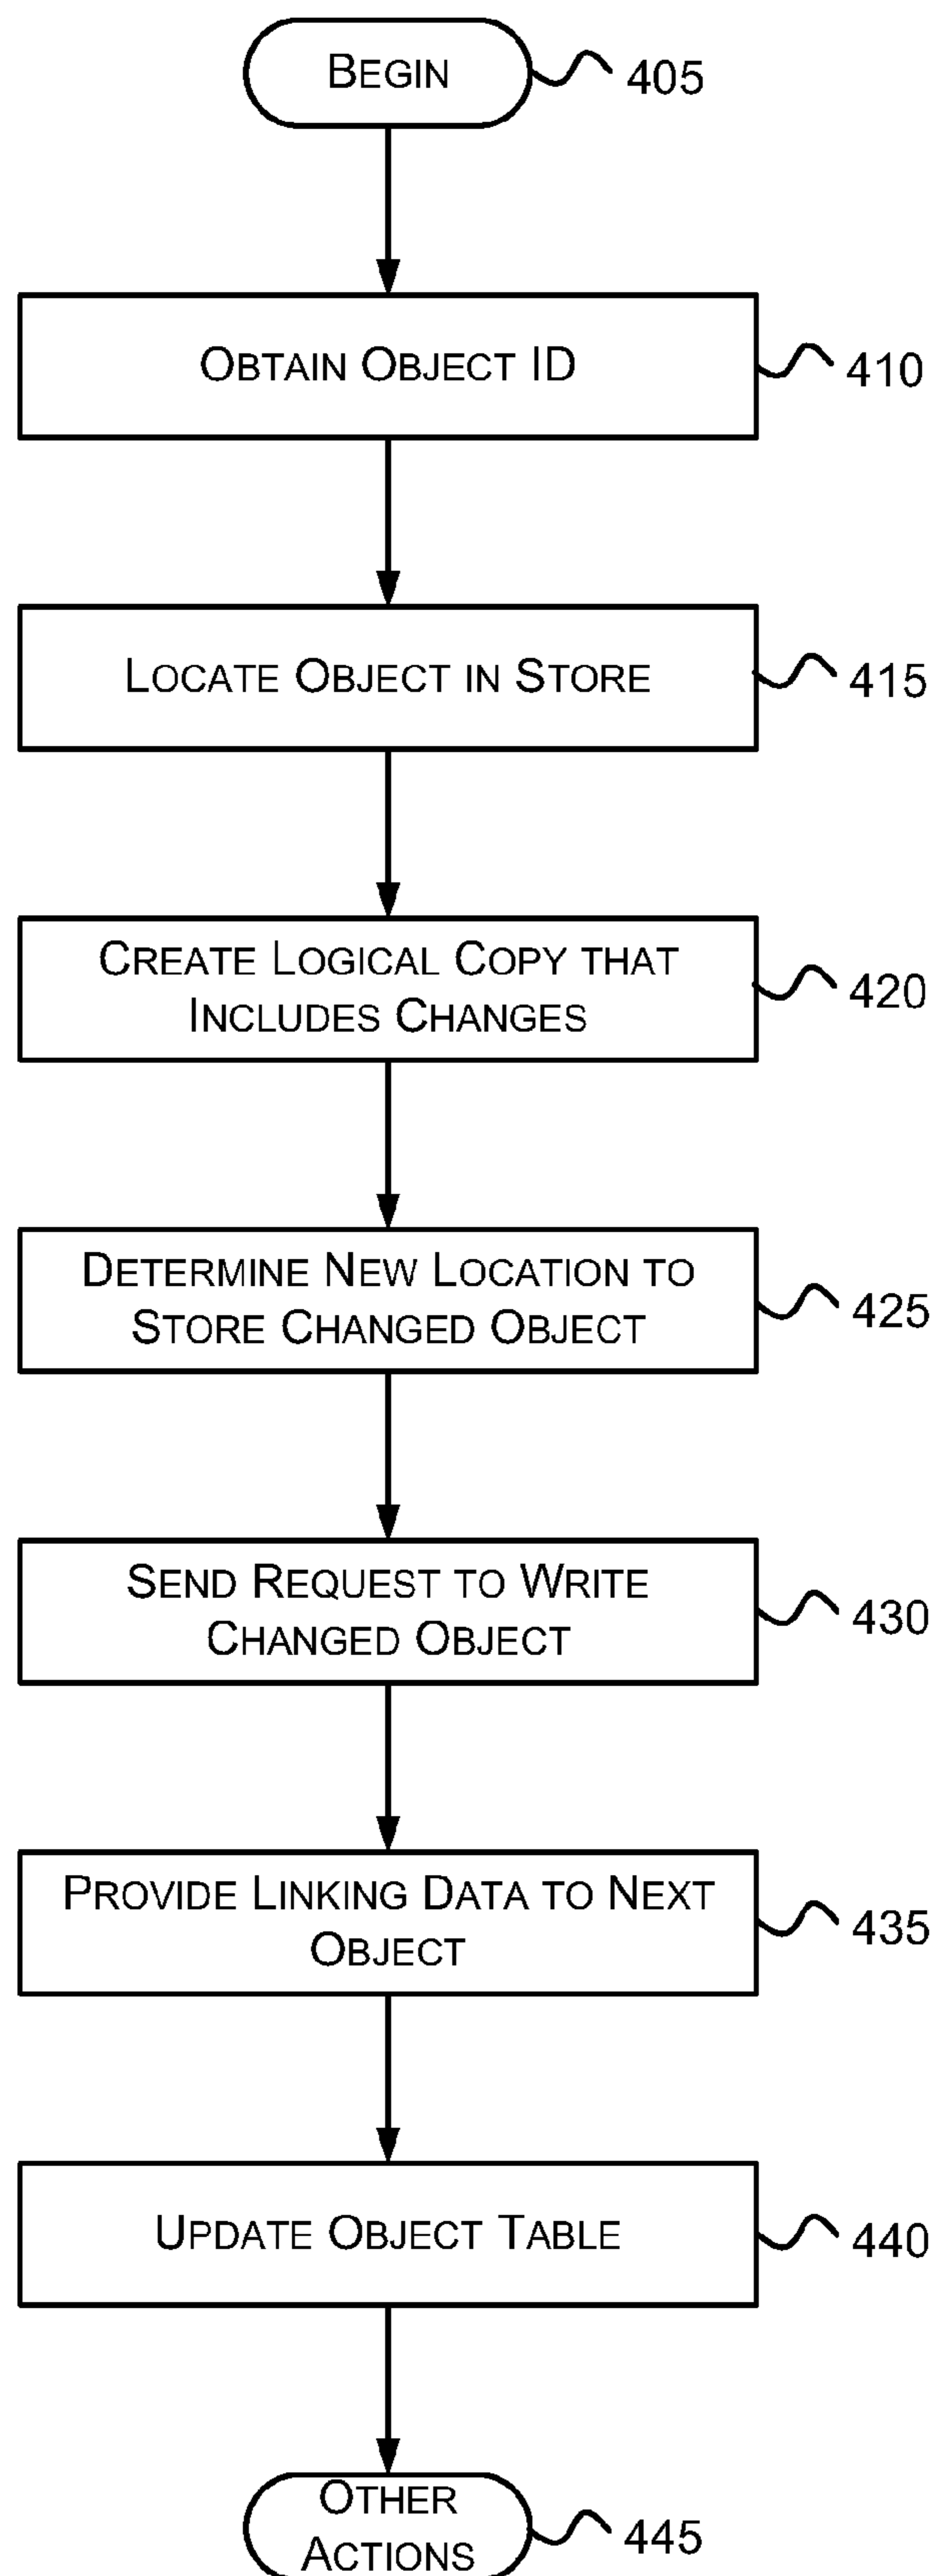 BEGIN
405
OBTAIN OBJECT ID
410
LOCATE OBJECT IN STORE
415
CREATE LOGICAL COPY THAT
INCLUDES CHANGES
420
DETERMINE NEW LOCATION TO
STORE CHANGED OBJECT
425
SEND REQUEST TO WRITE
CHANGED OBJECT
430
PROVIDE LINKING DATA TO NEXT
OBJECT
435
UPDATE OBJECT TABLE
440
OTHER
ACTIONS
445